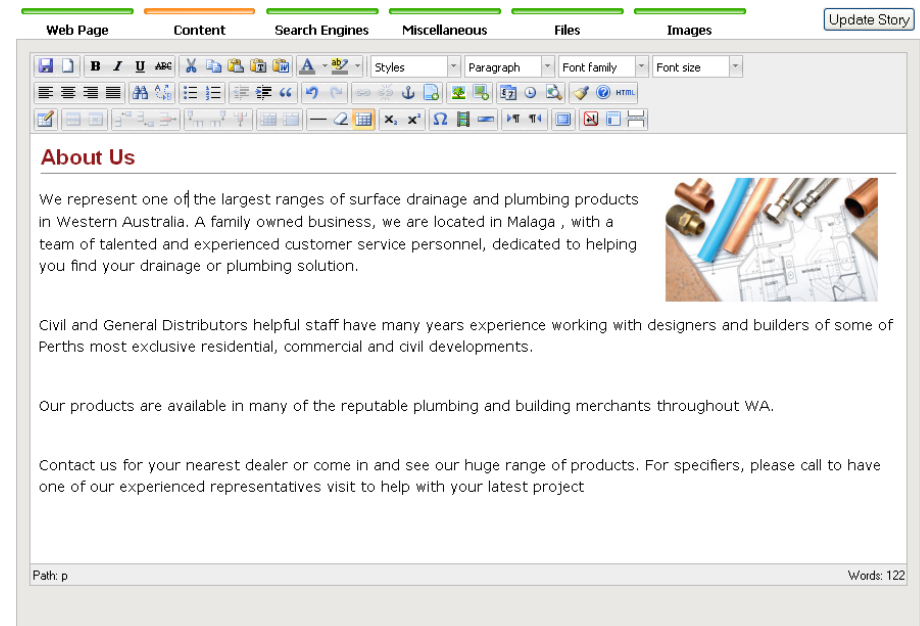 Web Page Content Search Engines Miscellaneous Files Images Update Story
B I U ABC A ab Styles Paragraph Font family Font size
HTML
About Us
We represent one of the largest ranges of surface drainage and plumbing products
in Western Australia. A family owned business, we are located in Malaga , with a
team of talented and experienced customer service personnel, dedicated to helping
you find your drainage or plumbing solution.
Civil and General Distributors helpful staff have many years experience working with designers and builders of some of
Perths most exclusive residential, commercial and civil developments.
Our products are available in many of the reputable plumbing and building merchants throughout WA.
Contact us for your nearest dealer or come in and see our huge range of products. For specifiers, please call to have
one of our experienced representatives visit to help with your latest project
Path: p Words: 122